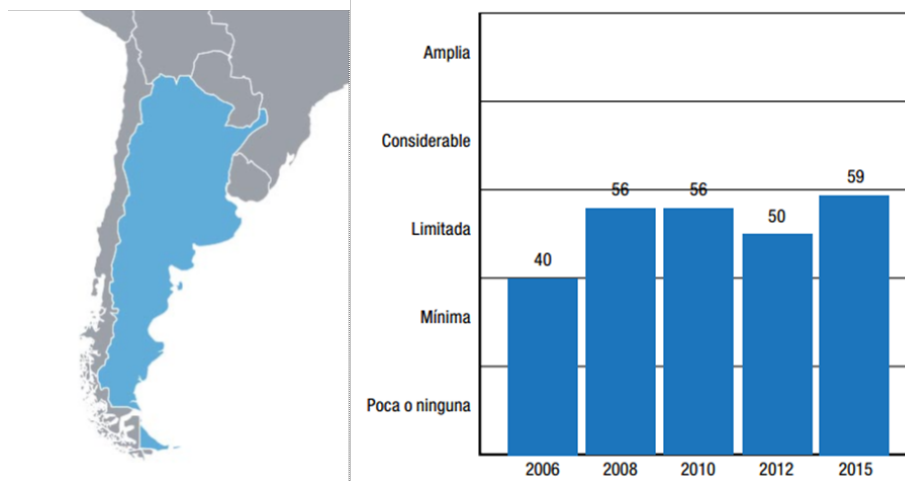 Amplia
Considerable
Limitada
Mínima
Poca o ninguna
40
56
56
50
59
2006
2008
2010
2012
2015